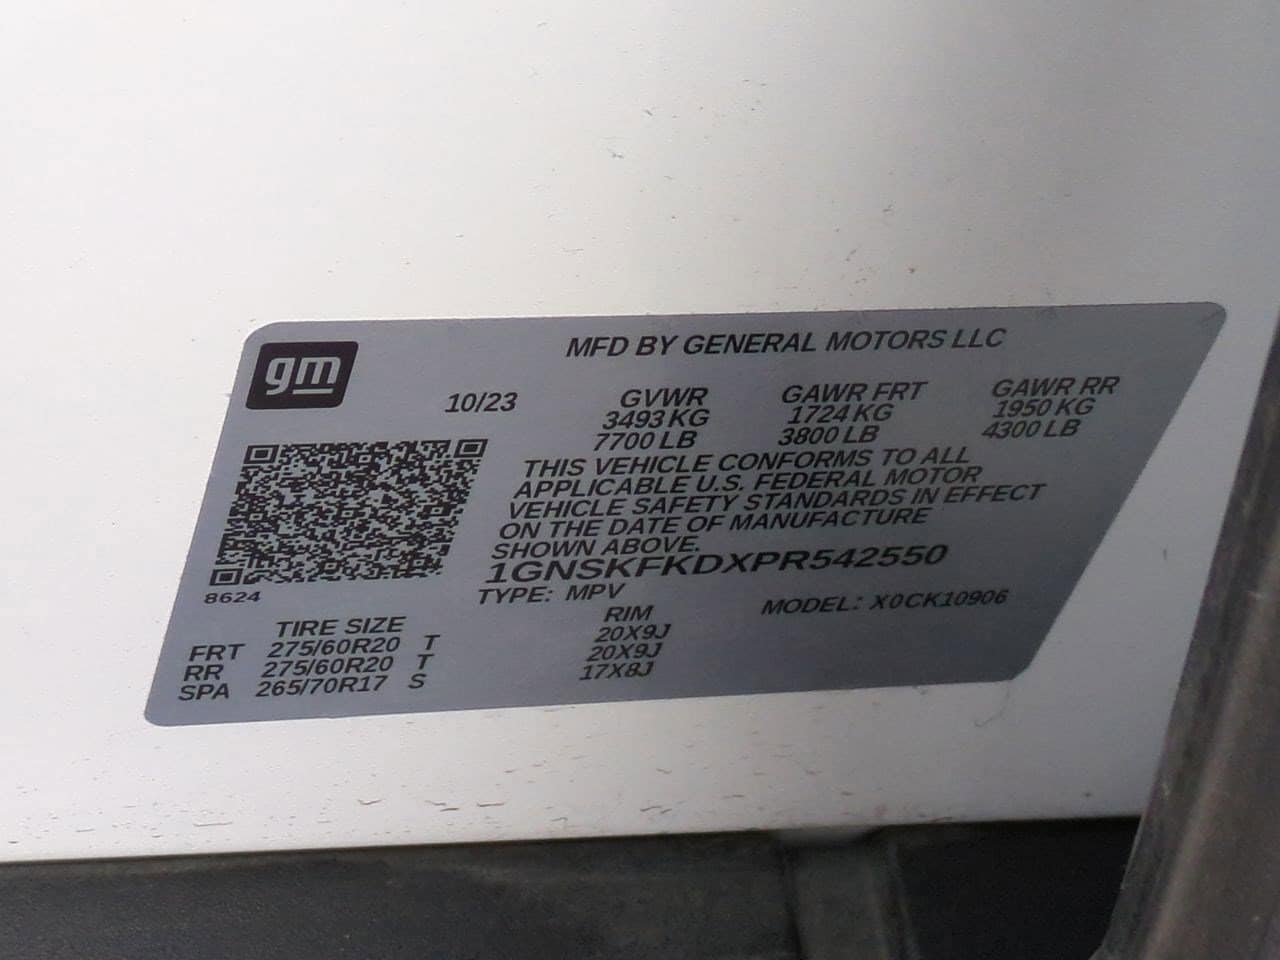 gm
MFD BY GENERAL MOTORS LLC
10/23 GVWR GAWR FRT GAWR RR
3493 KG 1724 KG 1950 KG
7700 LB 3800 LB 4300 LB
THIS VEHICLE CONFORMS TO ALL
APPLICABLE U.S. FEDERAL MOTOR
VEHICLE SAFETY STANDARDS IN EFFECT
ON THE DATE OF MANUFACTURE
SHOWN ABOVE.
1GNSKFKDXPR542550
8624
TYPE: MPV MODEL: X0CK10906
TIRE SIZE RIM
FRT 275/60R20 T 20X9J
RR 275/60R20 T 20X9J
SPA 265/70R17 S 17X8J